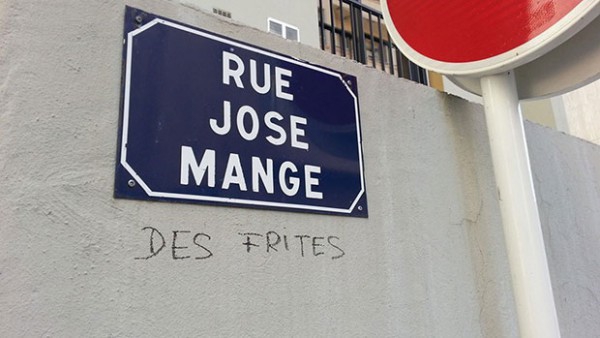 RUE
JOSE
MANGE
DES FRITES